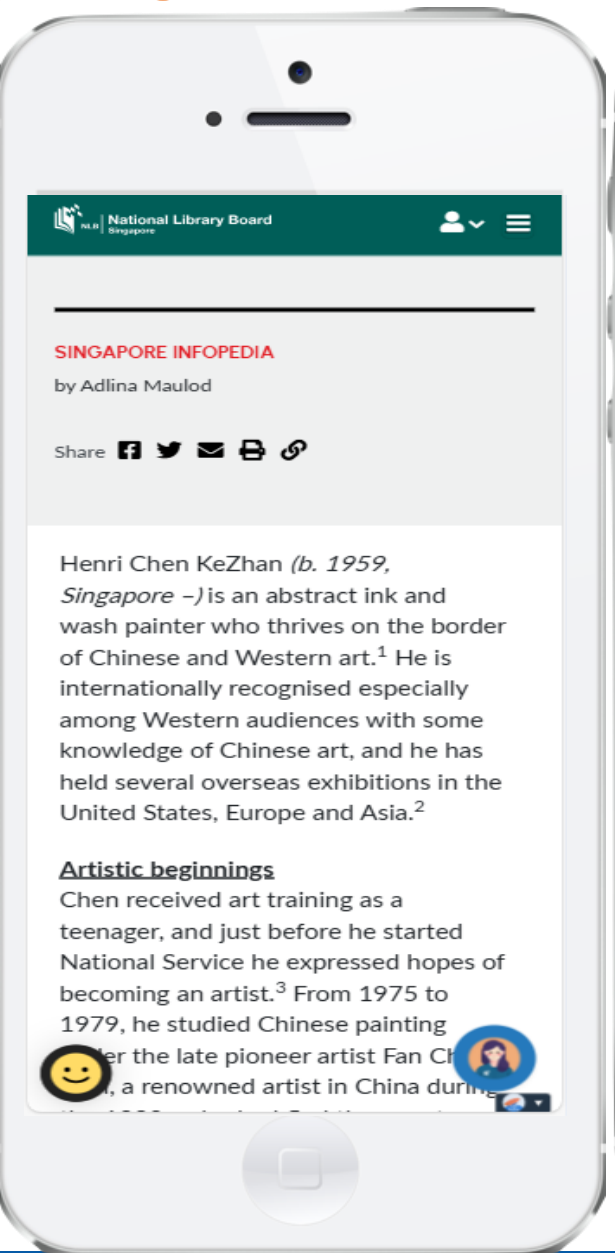 NLB National Library Board
Singapore
SINGAPORE INFOPEDIA
by Adlina Maulod
Share
Henri Chen KeZhan (b. 1959,
Singapore –) is an abstract ink and
wash painter who thrives on the border
of Chinese and Western art.1 He is
internationally recognised especially
among Western audiences with some
knowledge of Chinese art, and he has
held several overseas exhibitions in the
United States, Europe and Asia.2
Artistic beginnings
Chen received art training as a
teenager, and just before he started
National Service he expressed hopes of
becoming an artist.3 From 1975 to
1979, he studied Chinese painting
the late pioneer artist Fan
, a renowned artist in China during